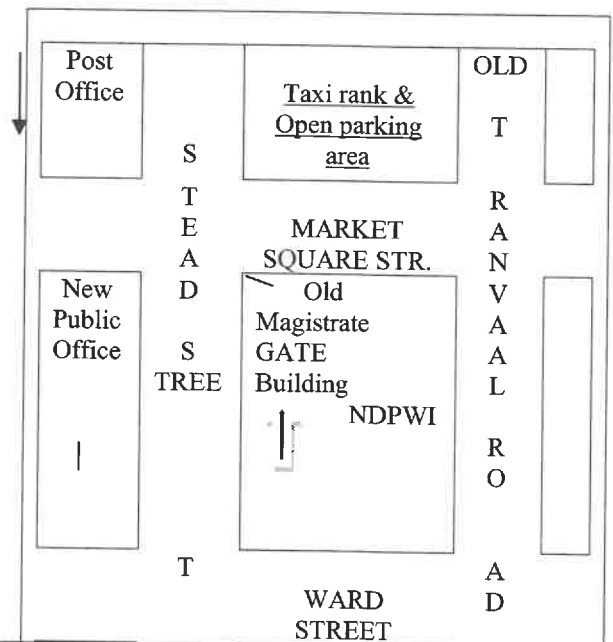 Post
Office
Taxi rank &
Open parking
area
OLD
T
R
A
N
V
A
A
L
R
O
A
D
S
T
E
A
D
S
TREE
T
MARKET
SQUARE STR.
New
Public
Office
Old
Magistrate
GATE
Building
NDPWI
WARD
STREET